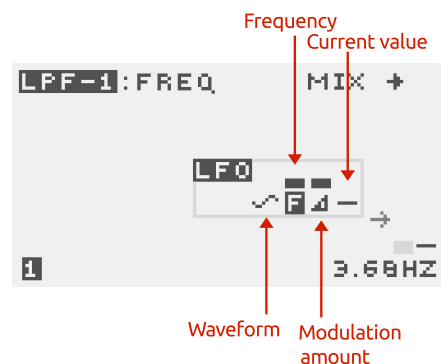 Frequency
Current value
LPF-1:FREQ MIX →
LFO
F
1
3.68HZ
Waveform
Modulation
amount